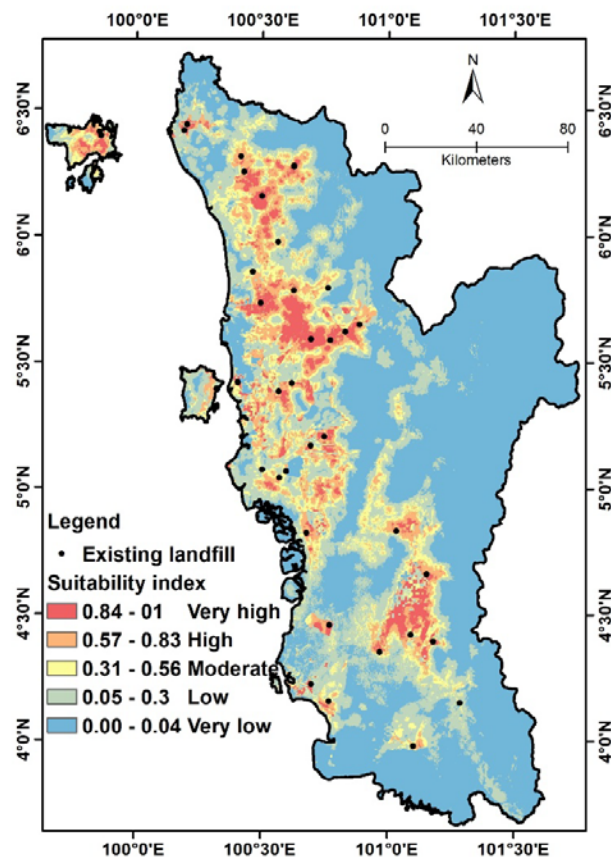 100°0'E 100°30'E 101°0'E 101°30'E
N
0 40 80
Kilometers
6°30'N 6°30'N
6°0'N 6°0'N
5°30'N 5°30'N
5°0'N 5°0'N
4°30'N 4°30'N
4°0'N 4°0'N
Legend
Existing landfill
Suitability index
0.84 - 01 Very high
0.57 - 0.83 High
0.31 - 0.56 Moderate
0.05 - 0.3 Low
0.00 - 0.04 Very low
100°0'E 100°30'E 101°0'E 101°30'E